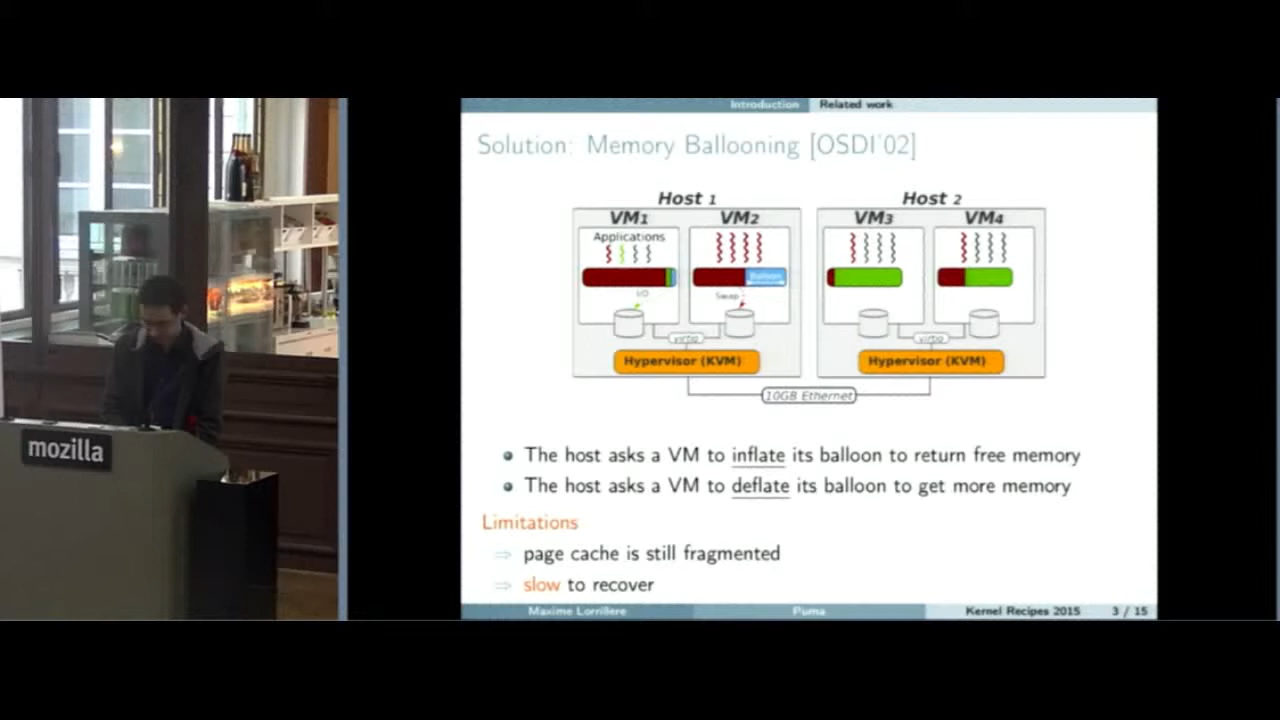 mozilla
Introduction Related work
Solution: Memory Ballooning [OSDI'02]
Host 1 Host 2
VM1 VM2 VM3 VM4
Applications
Balloon
I/O Swap
virtio virtio
Hypervisor (KVM) Hypervisor (KVM)
10GB Ethernet
The host asks a VM to inflate its balloon to return free memory
The host asks a VM to deflate its balloon to get more memory
Limitations
⇒ page cache is still fragmented
⇒ slow to recover
Maxime Lorrillere Puma Kernel Recipes 2015 3 / 15